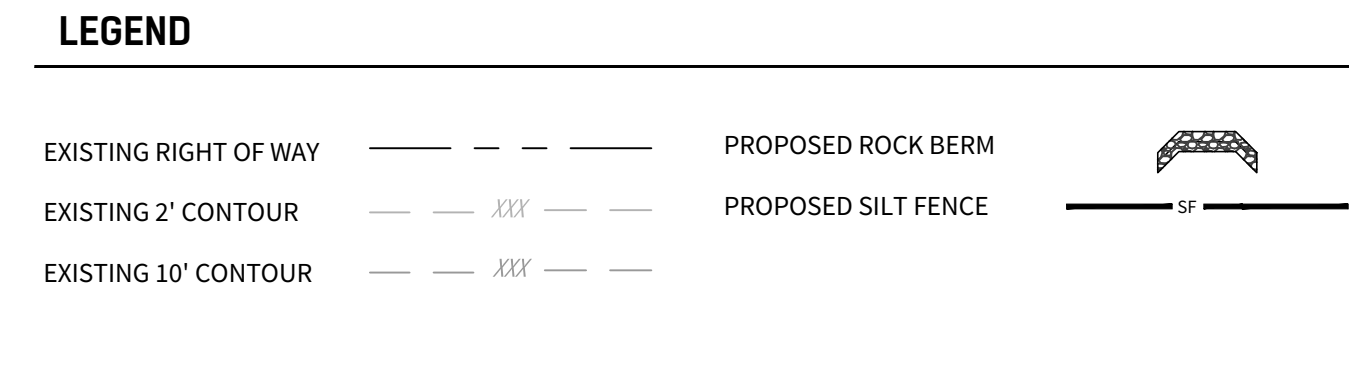 LEGEND
EXISTING RIGHT OF WAY
EXISTING 2' CONTOUR
XXX
EXISTING 10' CONTOUR
XXX
PROPOSED ROCK BERM
PROPOSED SILT FENCE
SF